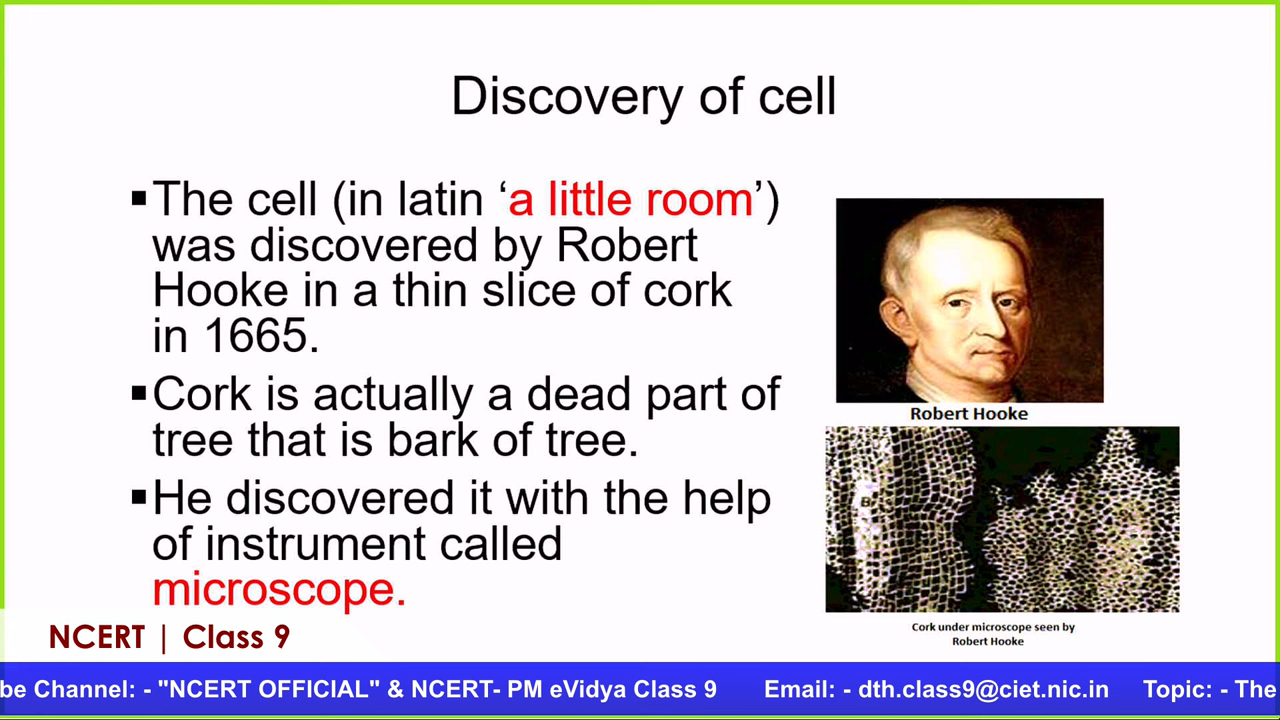 Discovery of cell
▪The cell (in latin ‘a little room’)
was discovered by Robert
Hooke in a thin slice of cork
in 1665.
▪Cork is actually a dead part of
tree that is bark of tree.
▪He discovered it with the help
of instrument called
microscope.
Robert Hooke
Cork under microscope seen by
Robert Hooke
NCERT | Class 9
be Channel: - "NCERT OFFICIAL" & NCERT- PM eVidya Class 9 Email: - dth.class9@ciet.nic.in Topic: - The